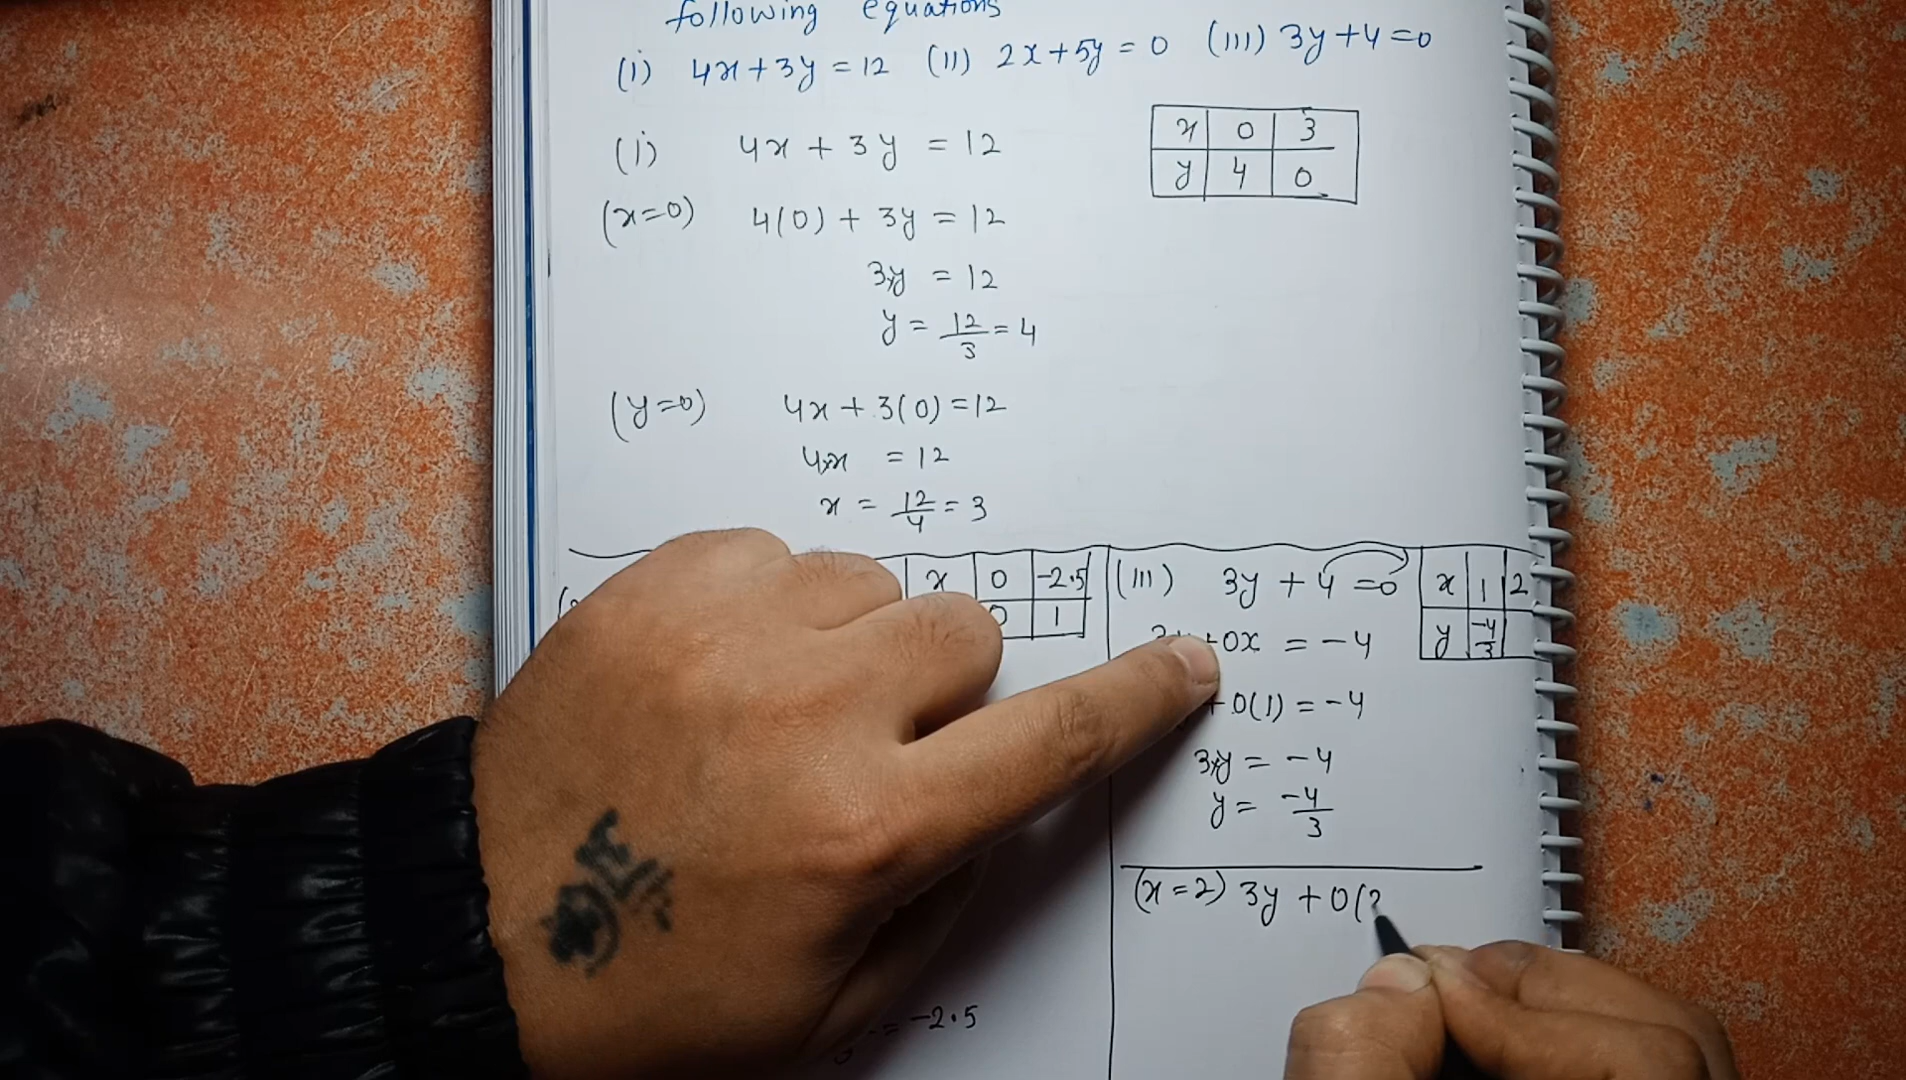 following equations
(i) 4x+3y=12 (ii) 2x+5y=0 (iii) 3y+4=0
(i) 4x + 3y = 12
x 0 3
y 4 0
(x=0) 4(0) + 3y = 12
3y = 12
y = 12/3 = 4
(y=0) 4x + 3(0) = 12
4x = 12
x = 12/4 = 3
x 0 -2.5
0 1
= -2.5
(iii) 3y + 4 = 0
x 1 2
y -4/3
+0x = -4
+ 0(1) = -4
3y = -4
y = -4/3
(x=2) 3y + 0(2